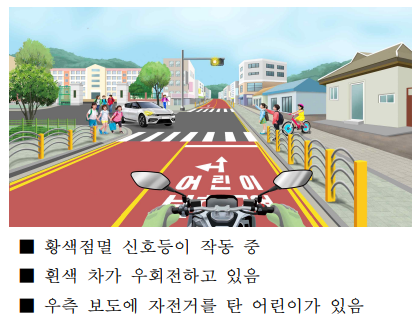 어린이
■ 황색점멸 신호등이 작동 중
■ 흰색 차가 우회전하고 있음
■ 우측 보도에 자전거를 탄 어린이가 있음